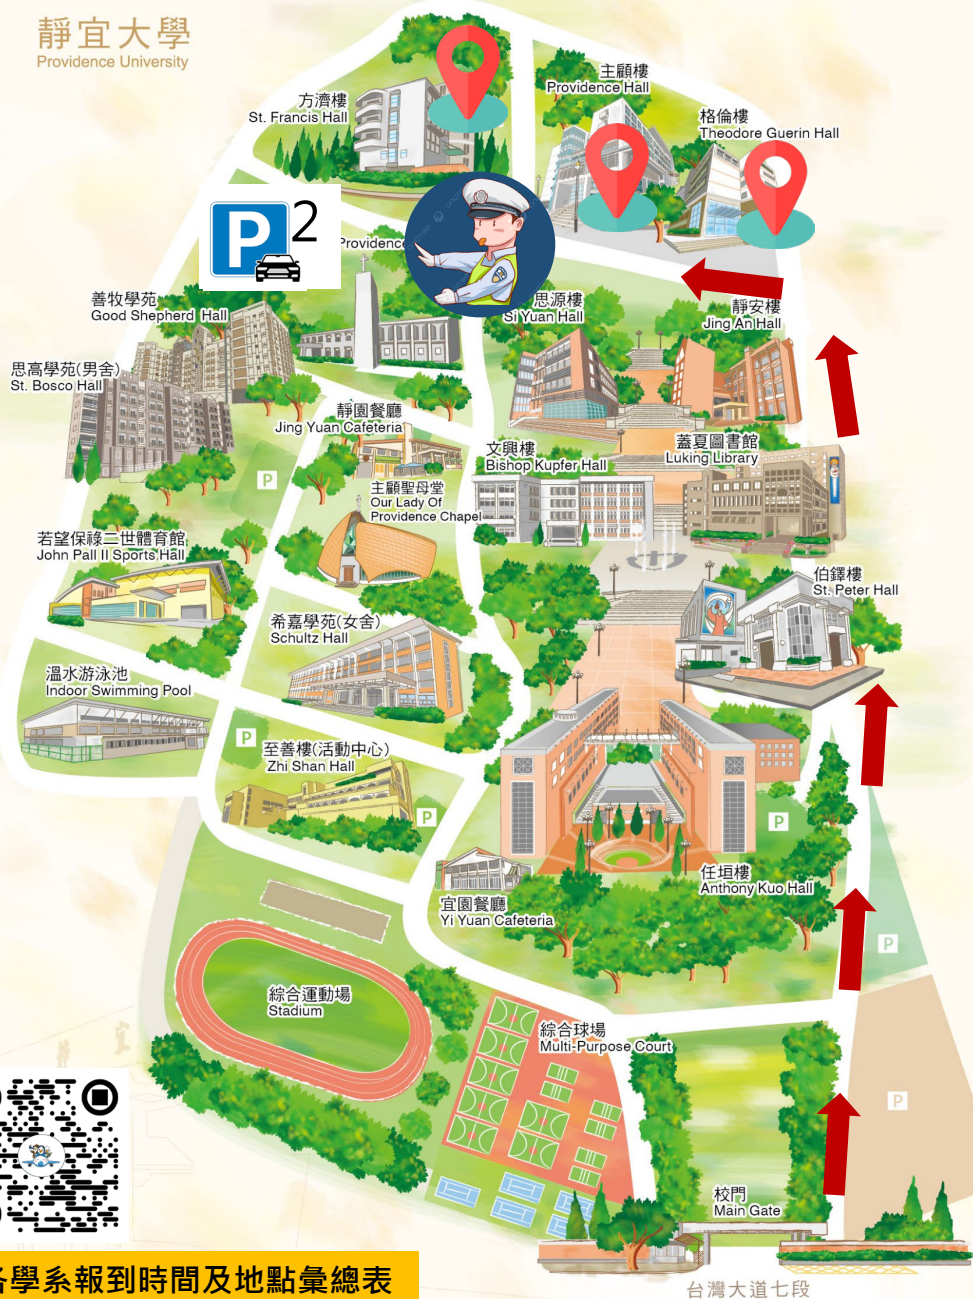 靜宜大學
Providence University
主顧樓
Providence Hall
方濟樓
St. Francis Hall
格倫樓
Theodore Guerin Hall
P 2
Providence
善牧學苑
Good Shepherd Hall
思源樓
Si Yuan Hall
靜安樓
Jing An Hall
思高學苑(男舍)
St. Bosco Hall
靜園餐廳
Jing Yuan Cafeteria
文興樓
Bishop Kupfer Hall
蓋夏圖書館
Luking Library
P
主顧聖母堂
Our Lady Of
Providence Chapel
若望保祿二世體育館
John Pall II Sports Hall
伯鐸樓
St. Peter Hall
希嘉學苑(女舍)
Schultz Hall
溫水游泳池
Indoor Swimming Pool
P
至善樓(活動中心)
Zhi Shan Hall
P
P
任垣樓
Anthony Kuo Hall
宜園餐廳
Yi Yuan Cafeteria
P
綜合運動場
Stadium
綜合球場
Multi-Purpose Court
P
校門
Main Gate
學系報到時間及地點彙總表
台灣大道七段